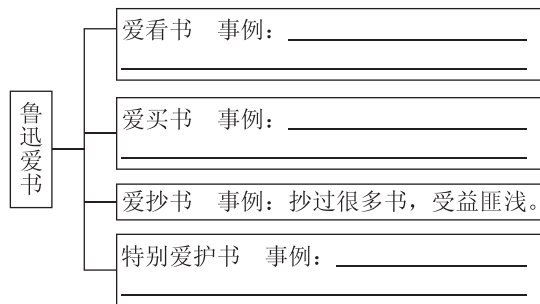 鲁迅爱书
爱看书 事例：
爱买书 事例：
爱抄书 事例：抄过很多书，受益匪浅。
特别爱护书 事例：